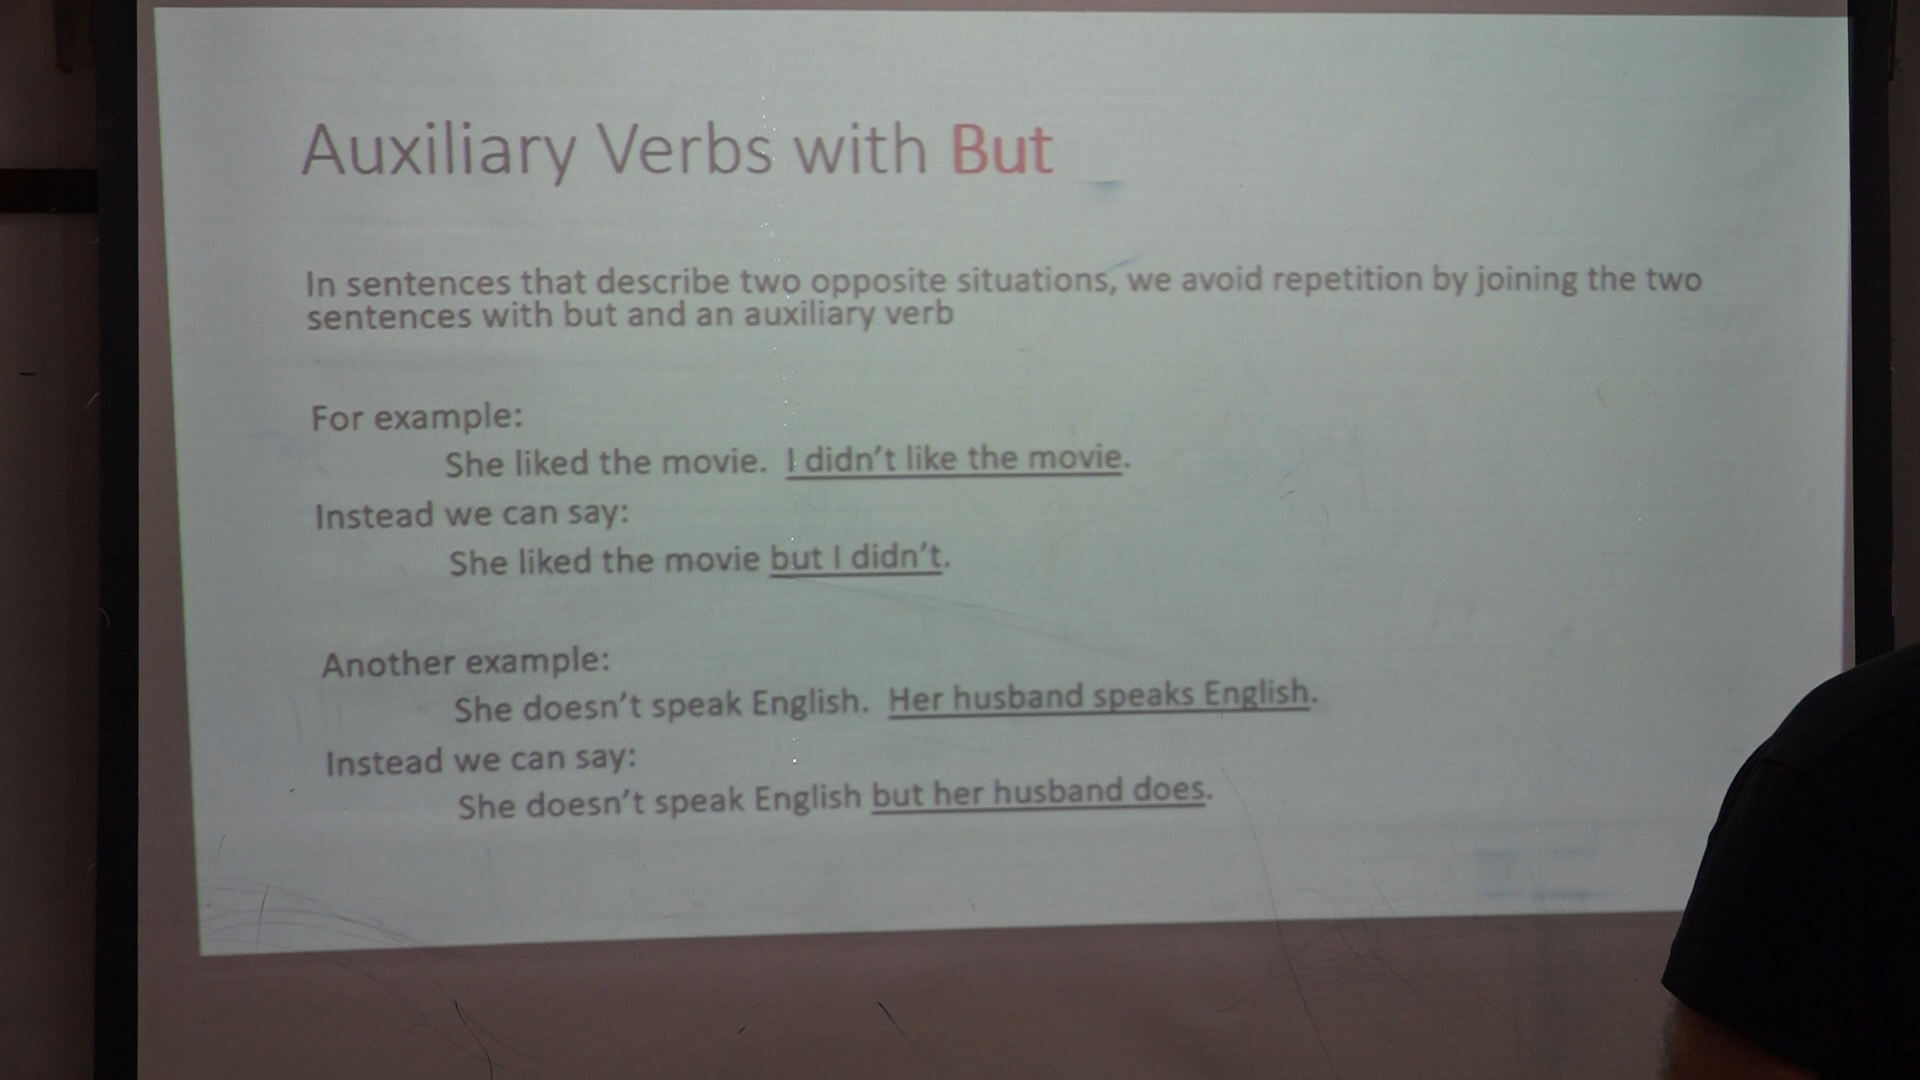 Auxiliary Verbs with But
In sentences that describe two opposite situations, we avoid repetition by joining the two
sentences with but and an auxiliary verb
For example:
She liked the movie. I didn't like the movie.
Instead we can say:
She liked the movie but I didn't.
Another example:
She doesn't speak English. Her husband speaks English.
Instead we can say:
She doesn't speak English but her husband does.